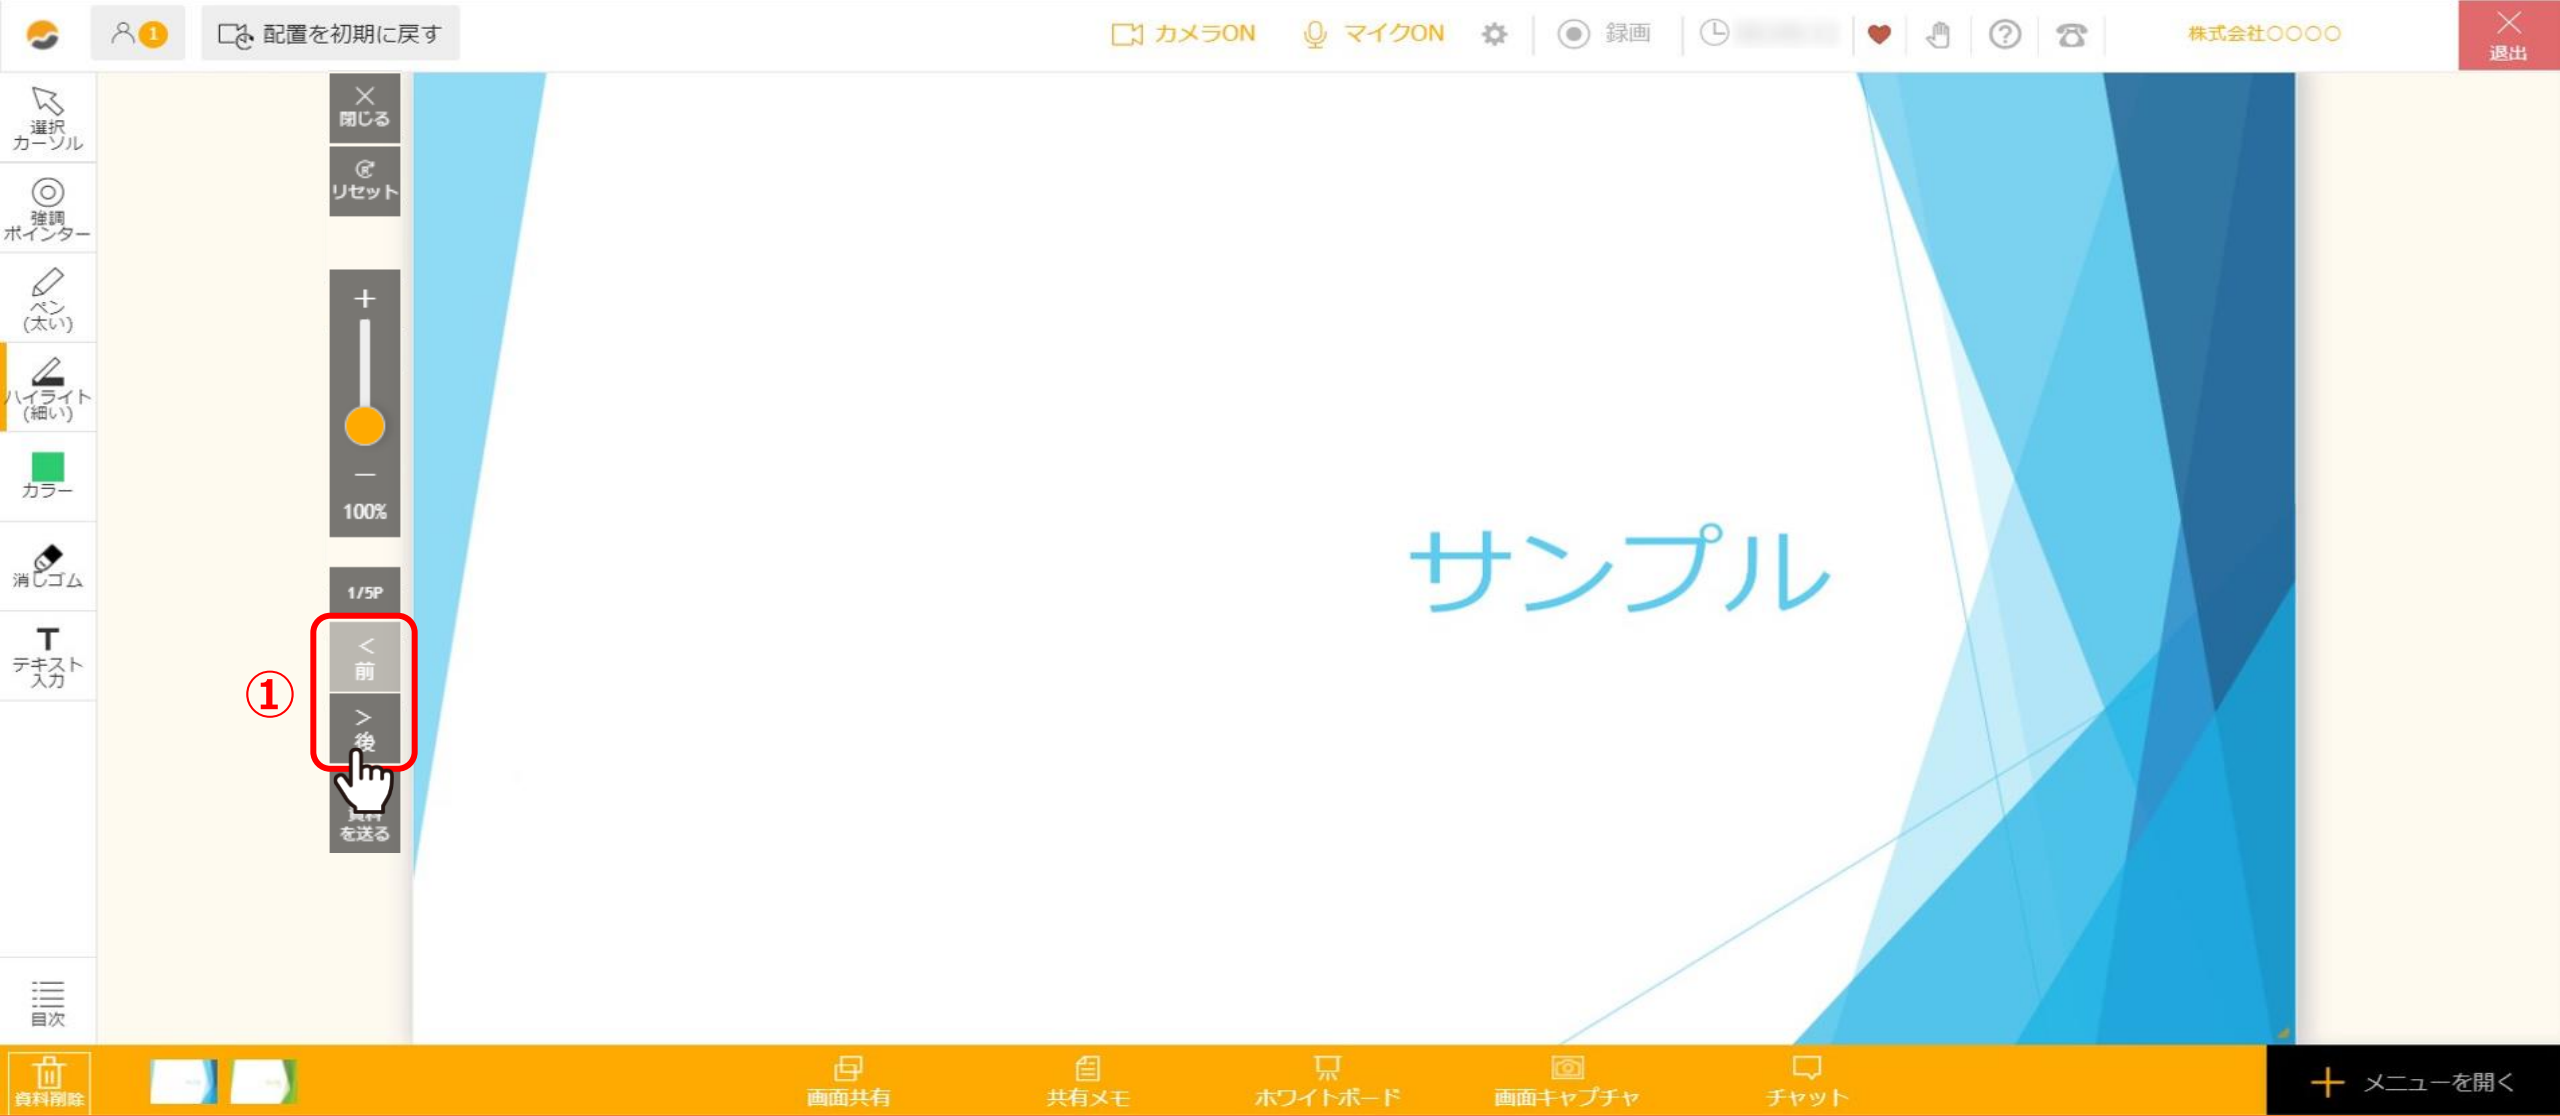 1
配置を初期に戻す
カメラON
マイクON
録画
株式会社○○○○
退出
選択
カーソル
強調
ポインター
ペン
(太い)
ハイライト
(細い)
カラー
消しゴム
T
テキスト
入力
目次
閉じる
リセット
+
−
100%
1/5P
<
前
①
>
後
資料
を送る
サンプル
資料削除
画面共有
共有メモ
ホワイトボード
画面キャプチャ
チャット
メニューを開く